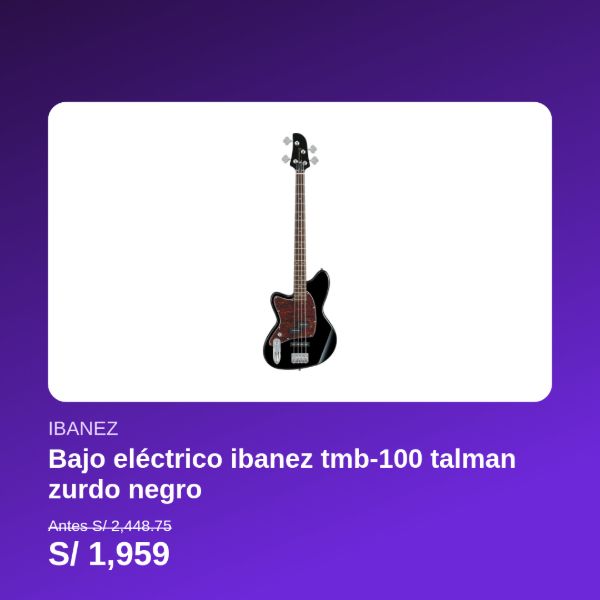 IBANEZ
Bajo eléctrico ibanez tmb-100 talman
zurdo negro
Antes S/ 2,448.75
S/ 1,959